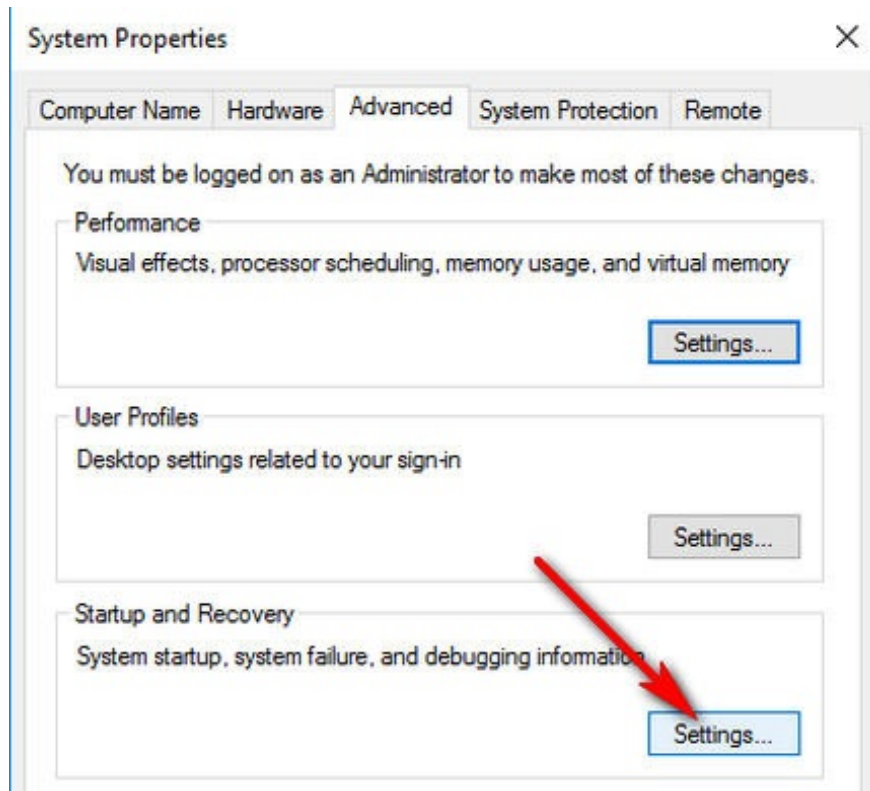 System Properties
Computer Name Hardware Advanced System Protection Remote
You must be logged on as an Administrator to make most of these changes.
Performance
Visual effects, processor scheduling, memory usage, and virtual memory
Settings...
User Profiles
Desktop settings related to your sign-in
Settings...
Startup and Recovery
System startup, system failure, and debugging information
Settings...